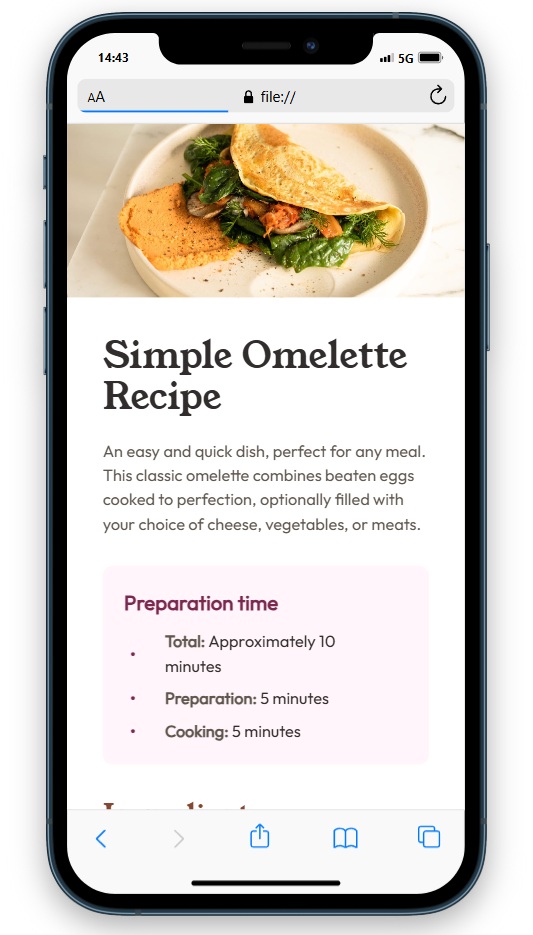 14:43
5G
AA
file://
Simple Omelette
Recipe
An easy and quick dish, perfect for any meal.
This classic omelette combines beaten eggs
cooked to perfection, optionally filled with
your choice of cheese, vegetables, or meats.
Preparation time
• Total: Approximately 10
minutes
• Preparation: 5 minutes
• Cooking: 5 minutes